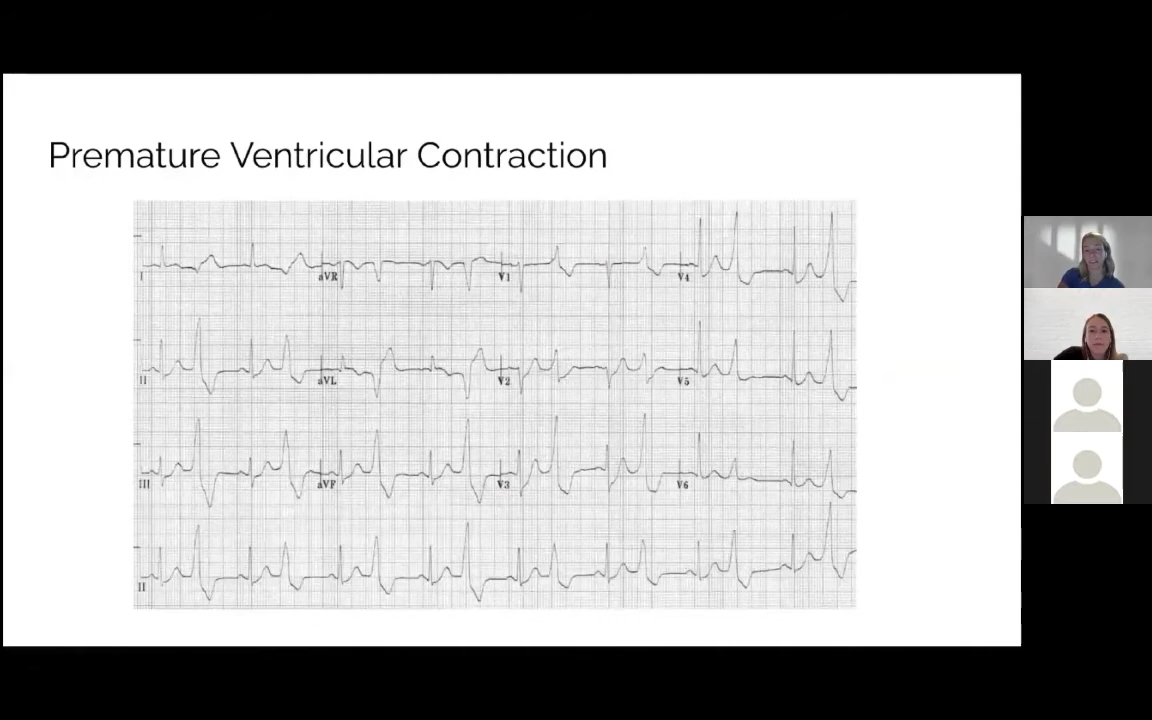 Premature Ventricular Contraction
I aVR V1 V4
II aVL V2 V5
III aVF V3 V6
II